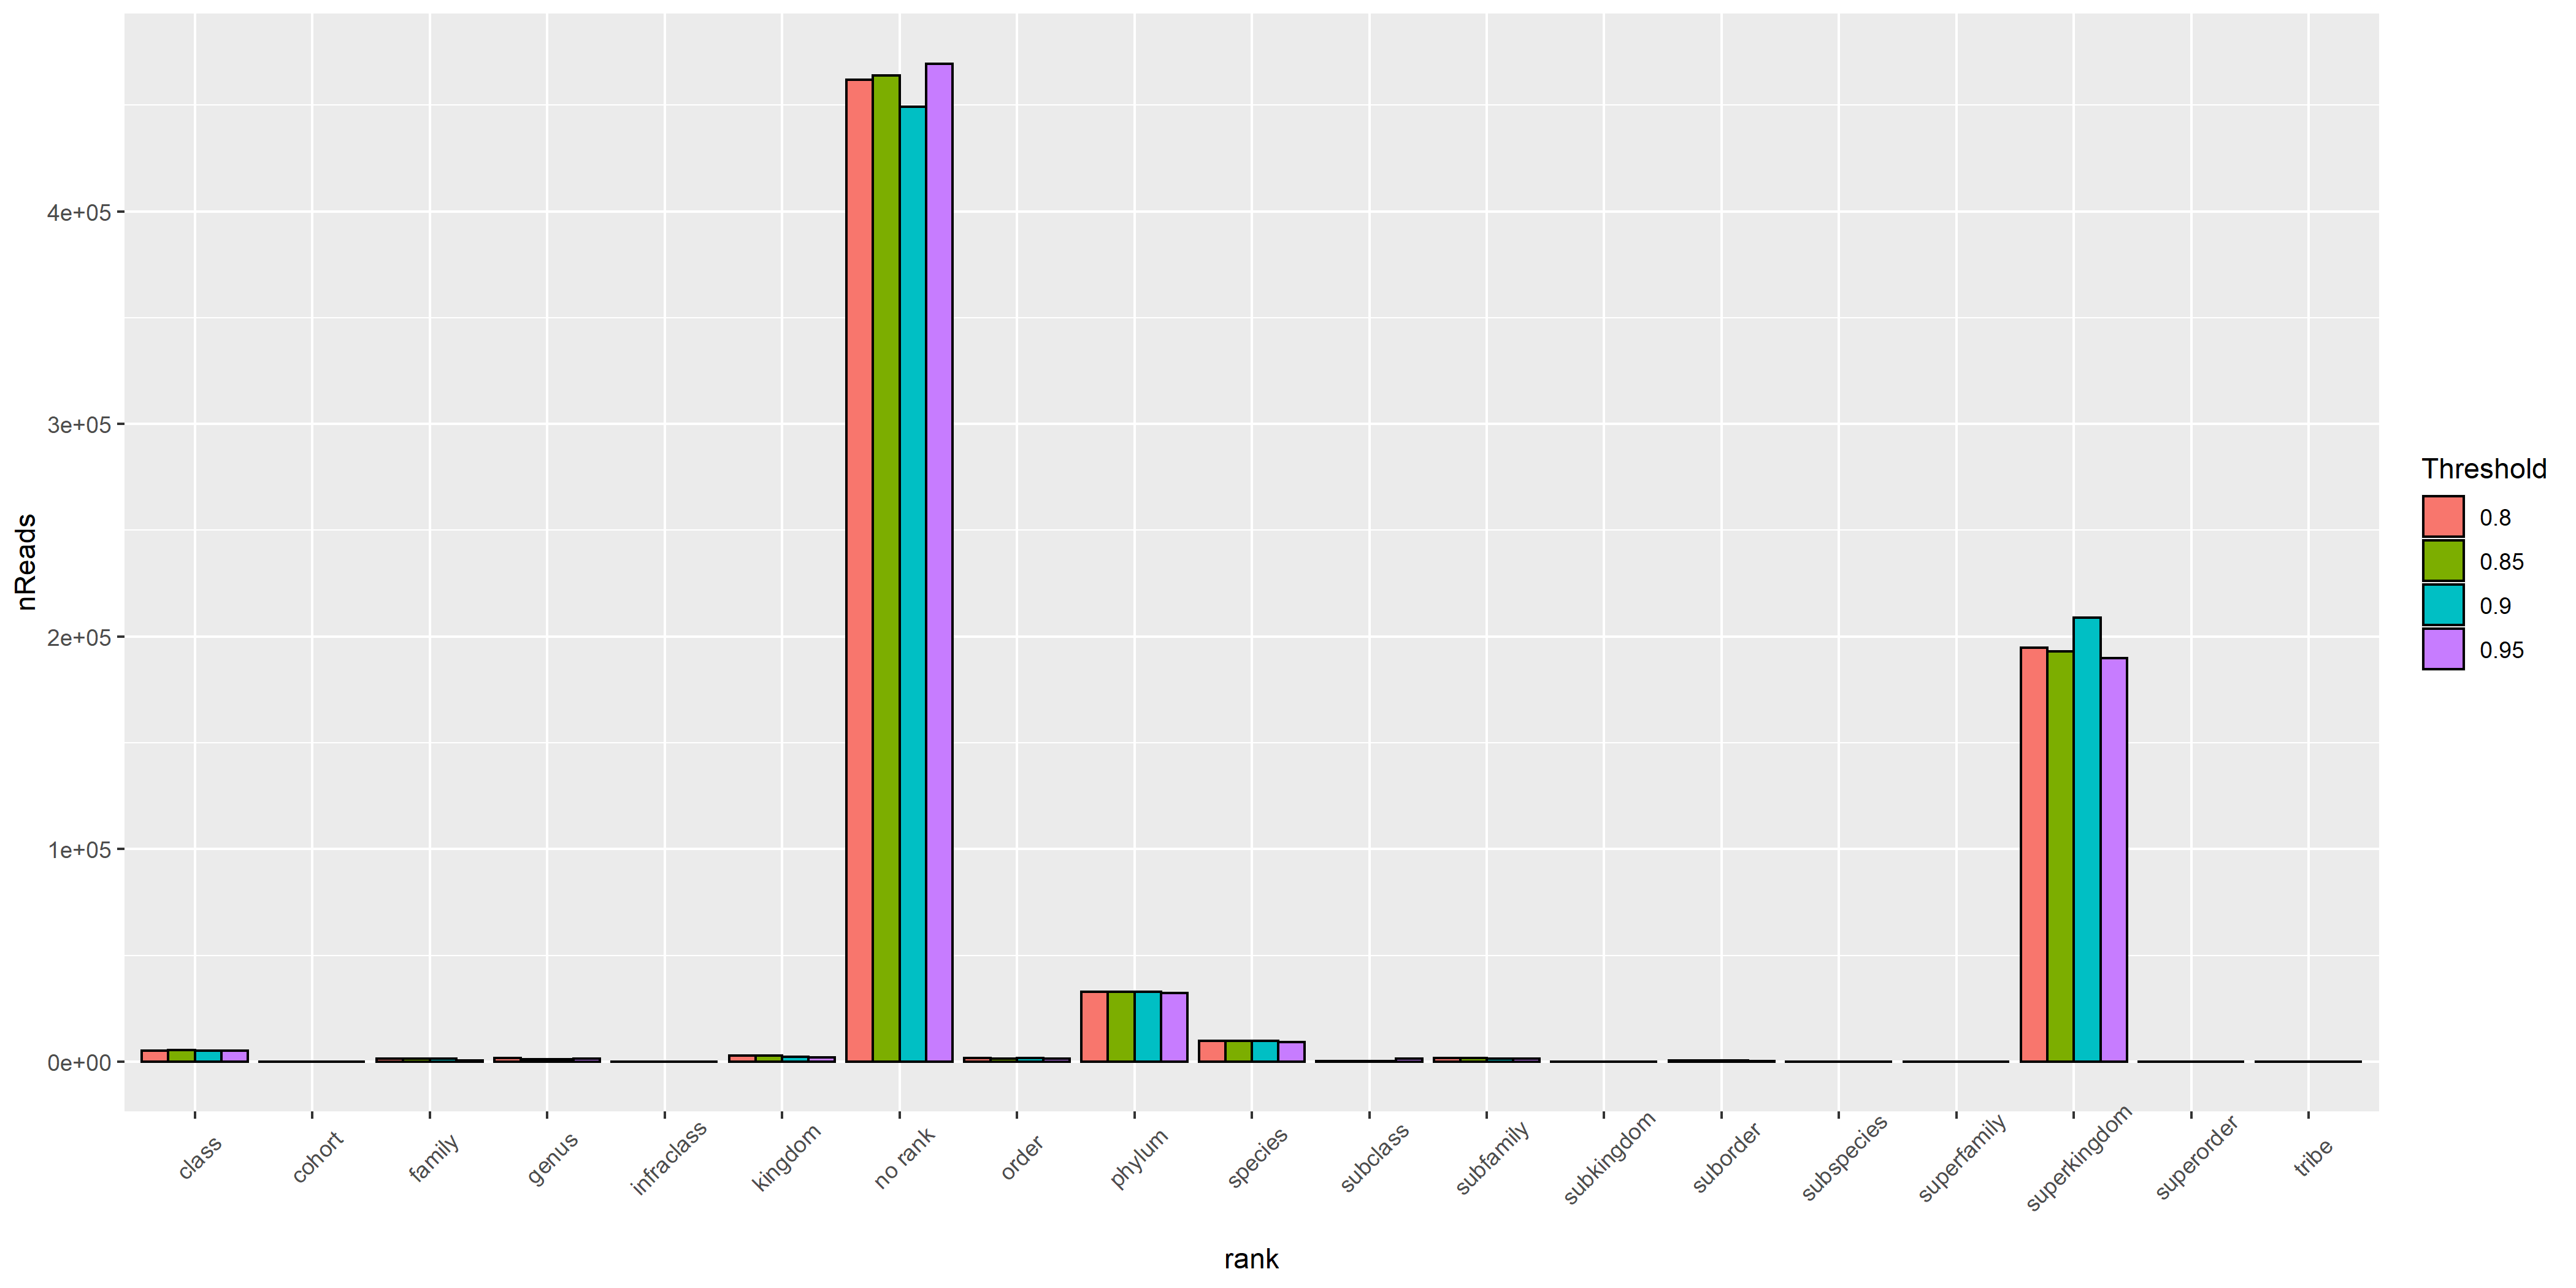 nReads
4e+05
3e+05
2e+05
1e+05
0e+00
class
cohort
family
genus
infraclass
kingdom
no rank
order
phylum
species
subclass
subfamily
subkingdom
suborder
subspecies
superfamily
superkingdom
superorder
tribe
rank
Threshold
0.8
0.85
0.9
0.95